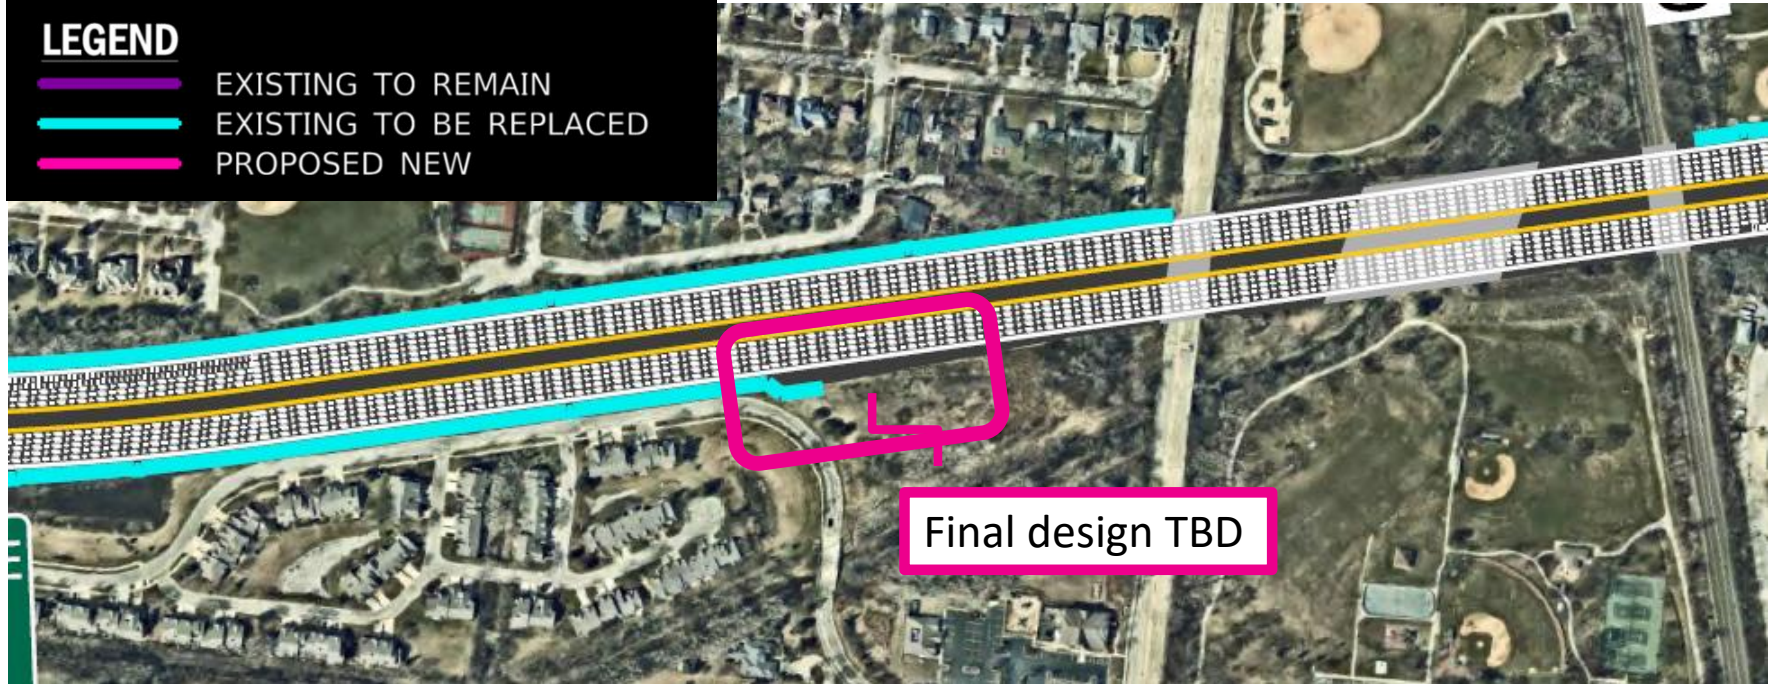 LEGEND
EXISTING TO REMAIN
EXISTING TO BE REPLACED
PROPOSED NEW
Final design TBD